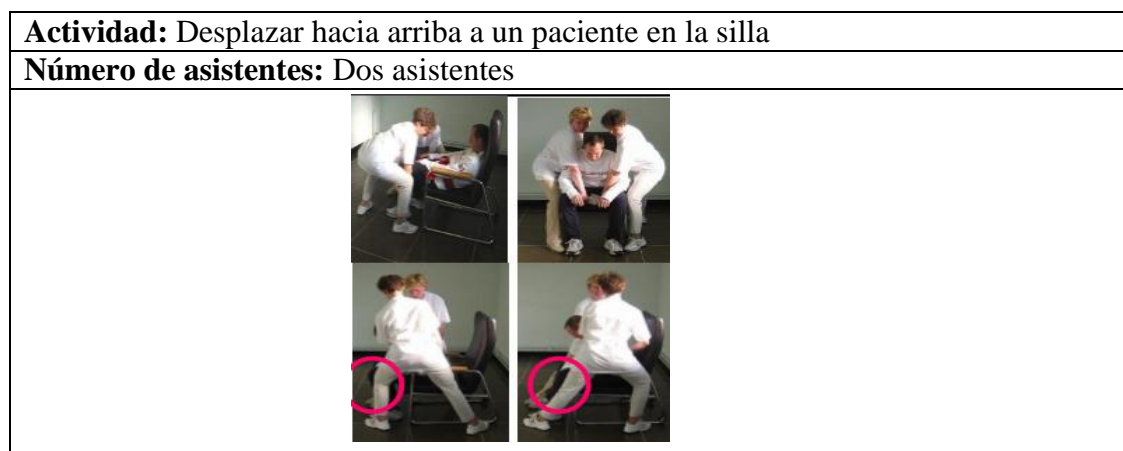 Actividad: Desplazar hacia arriba a un paciente en la silla
Número de asistentes: Dos asistentes